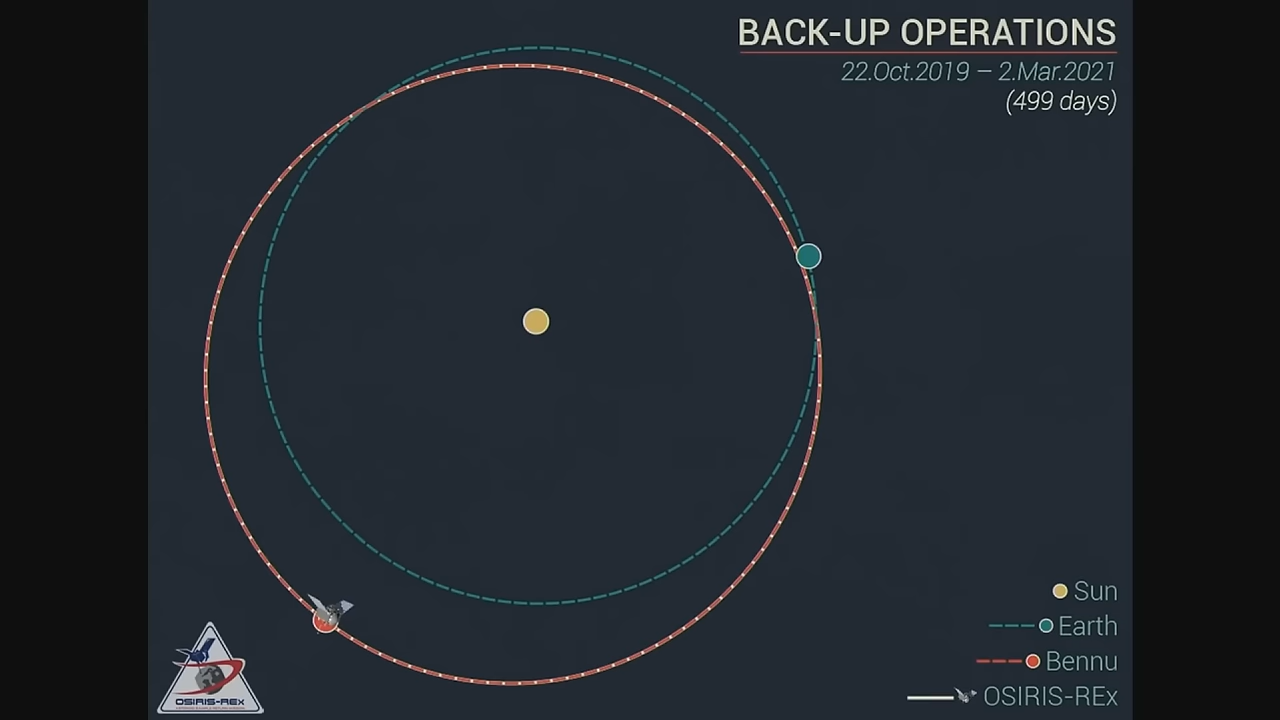 BACK-UP OPERATIONS
22.Oct.2019 – 2.Mar.2021
(499 days)
Sun
Earth
Bennu
OSIRIS-REx
OSIRIS-REx